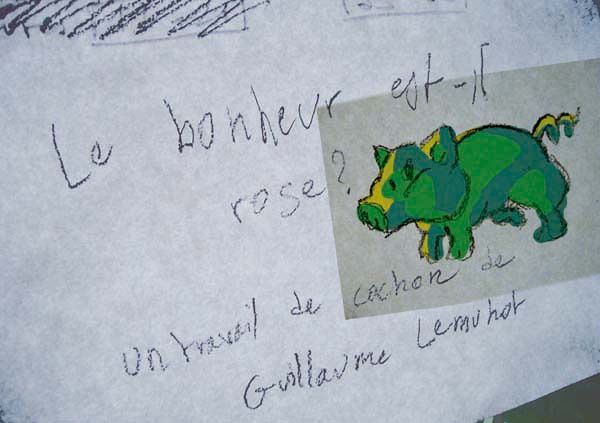 Le bonheur est-il
rose?
un travail de cochon de
Guillaume Lemuhot